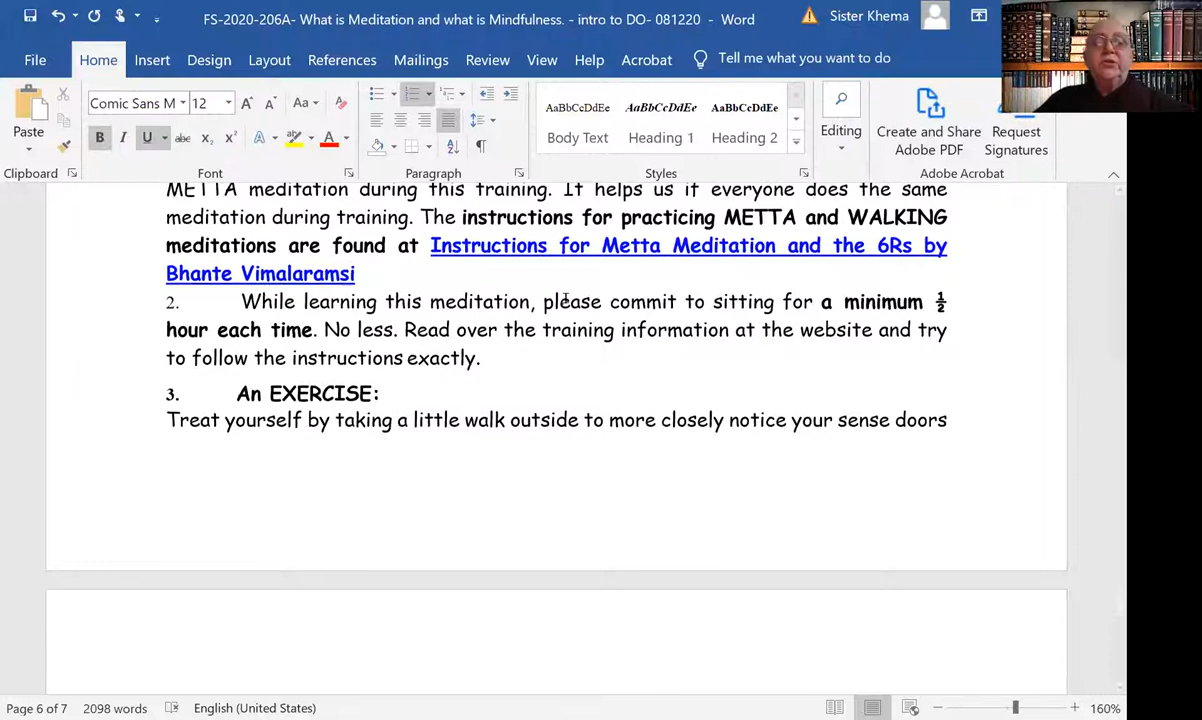 FS-2020-206A- What is Meditation and what is Mindfulness. - intro to DO- 081220 - Word
Sister Khema
File Home Insert Design Layout References Mailings Review View Help Acrobat Tell me what you want to do
Comic Sans M 12 Aa
Paste
B I U abc X₂ X² A A
AaBbCcDdEe AaBbCcDdEe AaBbCcDdEe
Body Text Heading 1 Heading 2
Editing
Create and Share Adobe PDF
Request Signatures
Clipboard Font Paragraph Styles Adobe Acrobat
METTA meditation during this training. It helps us if everyone does the same
meditation during training. The instructions for practicing METTA and WALKING
meditations are found at Instructions for Metta Meditation and the 6Rs by
Bhante Vimalaramsi
2. While learning this meditation, please commit to sitting for a minimum ½
hour each time. No less. Read over the training information at the website and try
to follow the instructions exactly.
3. An EXERCISE:
Treat yourself by taking a little walk outside to more closely notice your sense doors
Page 6 of 7 2098 words English (United States) 160%